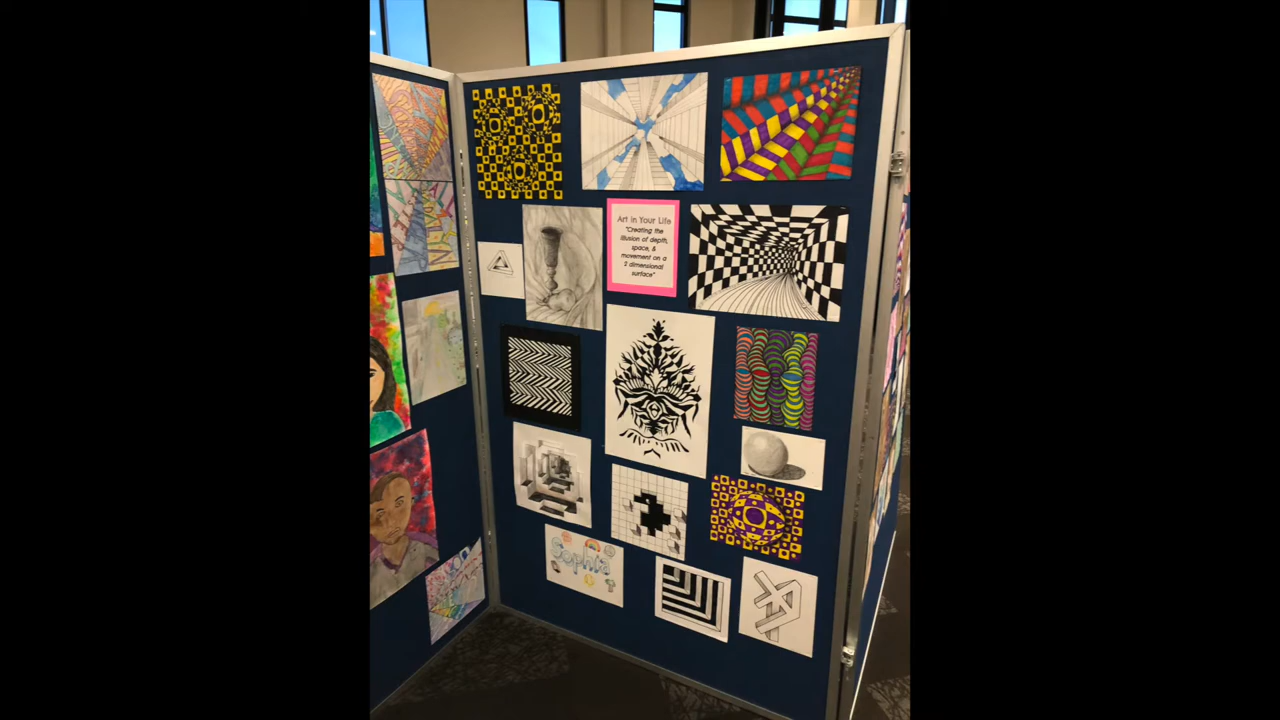 Art in Your Life
"Creating the
illusion of depth,
space, &
movement on a
2 dimensional
surface"
Sophia